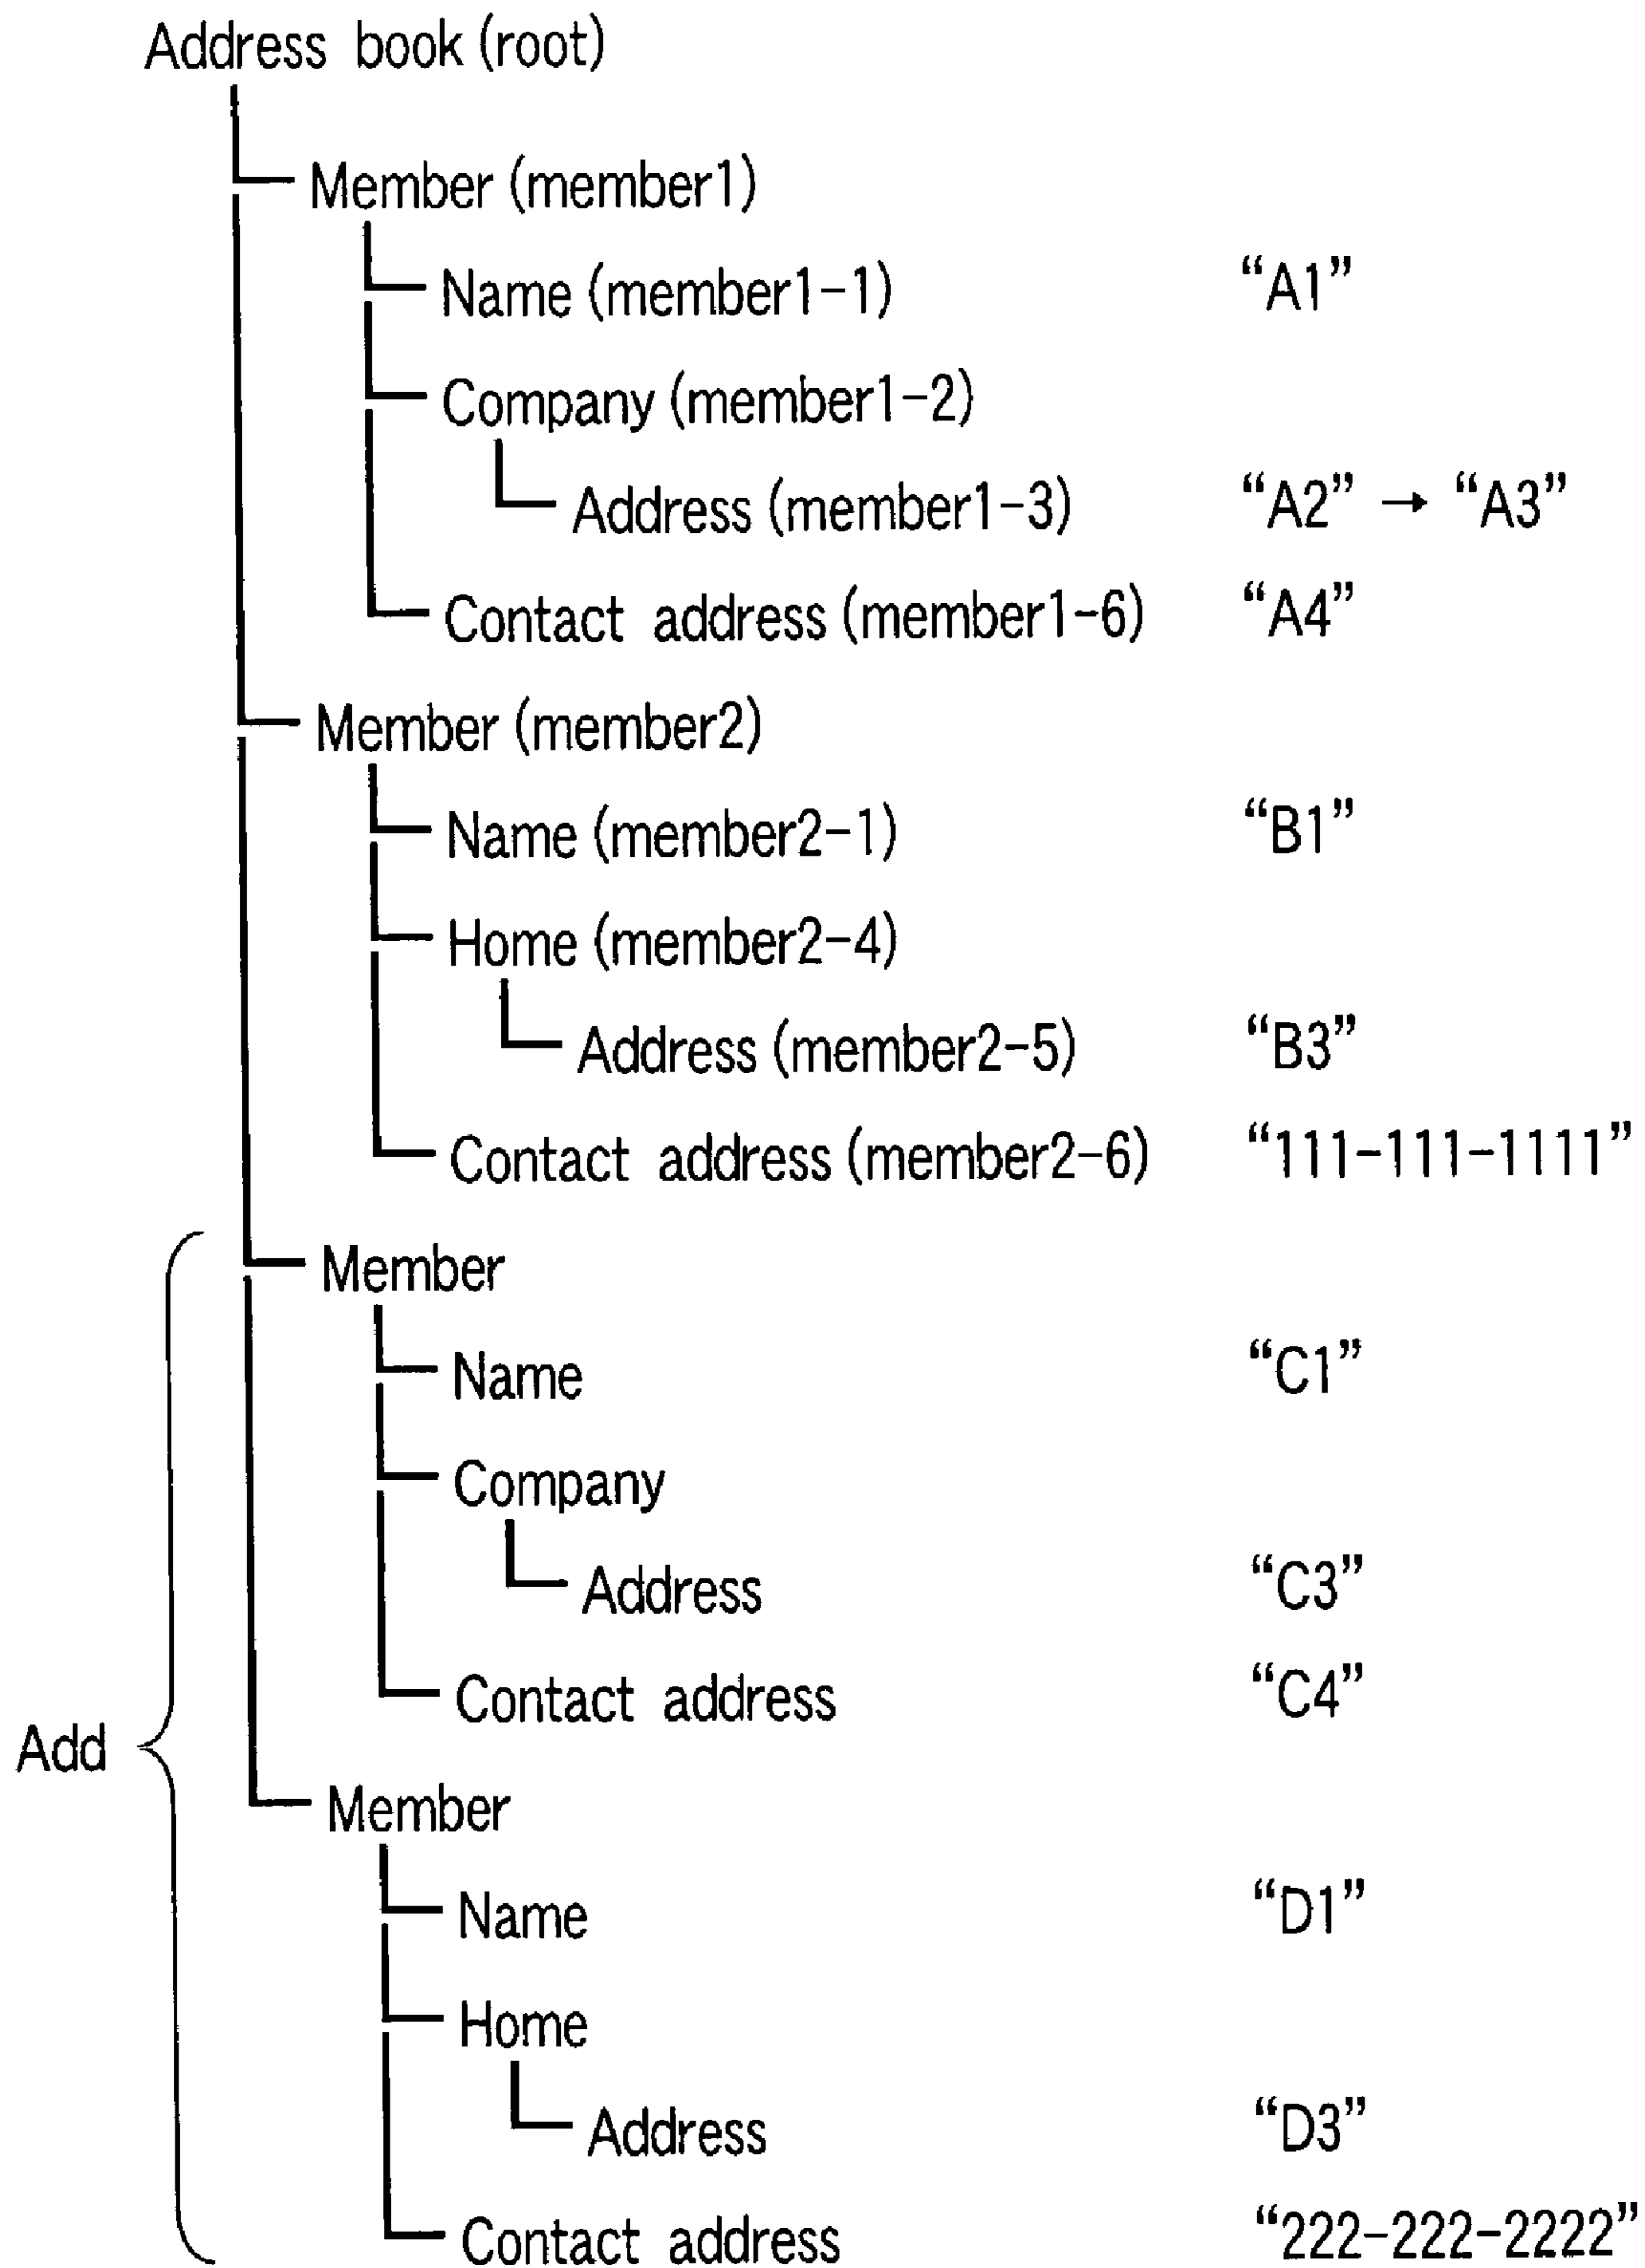 Address book (root)
Member (member1)
Name (member1-1) “A1”
Company (member1-2)
Address (member1-3) “A2” → “A3”
Contact address (member1-6) “A4”
Member (member2)
Name (member2-1) “B1”
Home (member2-4)
Address (member2-5) “B3”
Contact address (member2-6) “111-111-1111”
Member
Name “C1”
Company
Address “C3”
Contact address “C4”
Add
Member
Name “D1”
Home
Address “D3”
Contact address “222-222-2222”